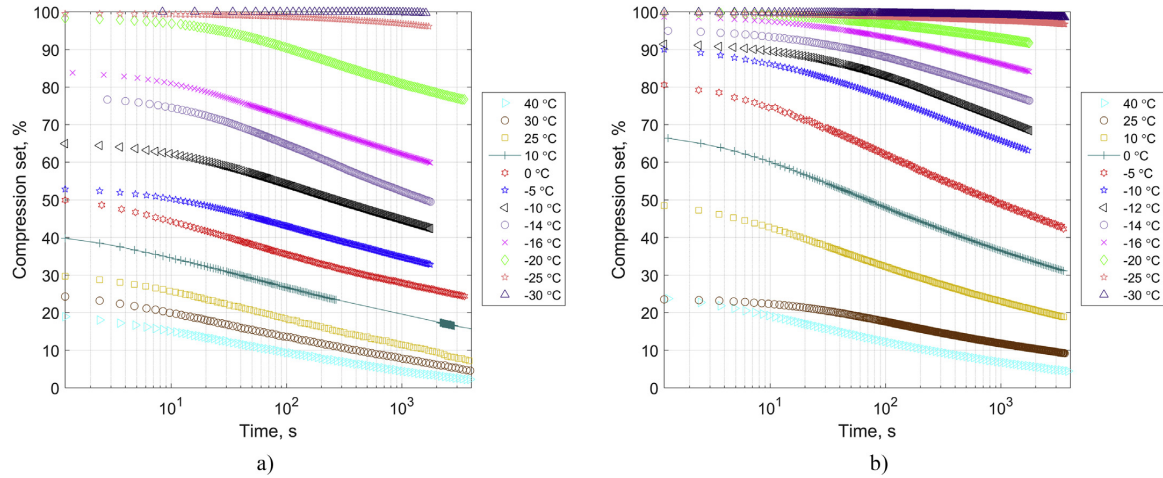 100
90
80
70
60
50
40
30
20
10
0
Compression set, %
10¹
10²
10³
Time, s
40 °C
30 °C
25 °C
10 °C
0 °C
-5 °C
-10 °C
-14 °C
-16 °C
-20 °C
-25 °C
-30 °C
a)
100
90
80
70
60
50
40
30
20
10
0
Compression set, %
10¹
10²
10³
Time, s
40 °C
25 °C
10 °C
0 °C
-5 °C
-10 °C
-12 °C
-14 °C
-16 °C
-20 °C
-25 °C
-30 °C
b)